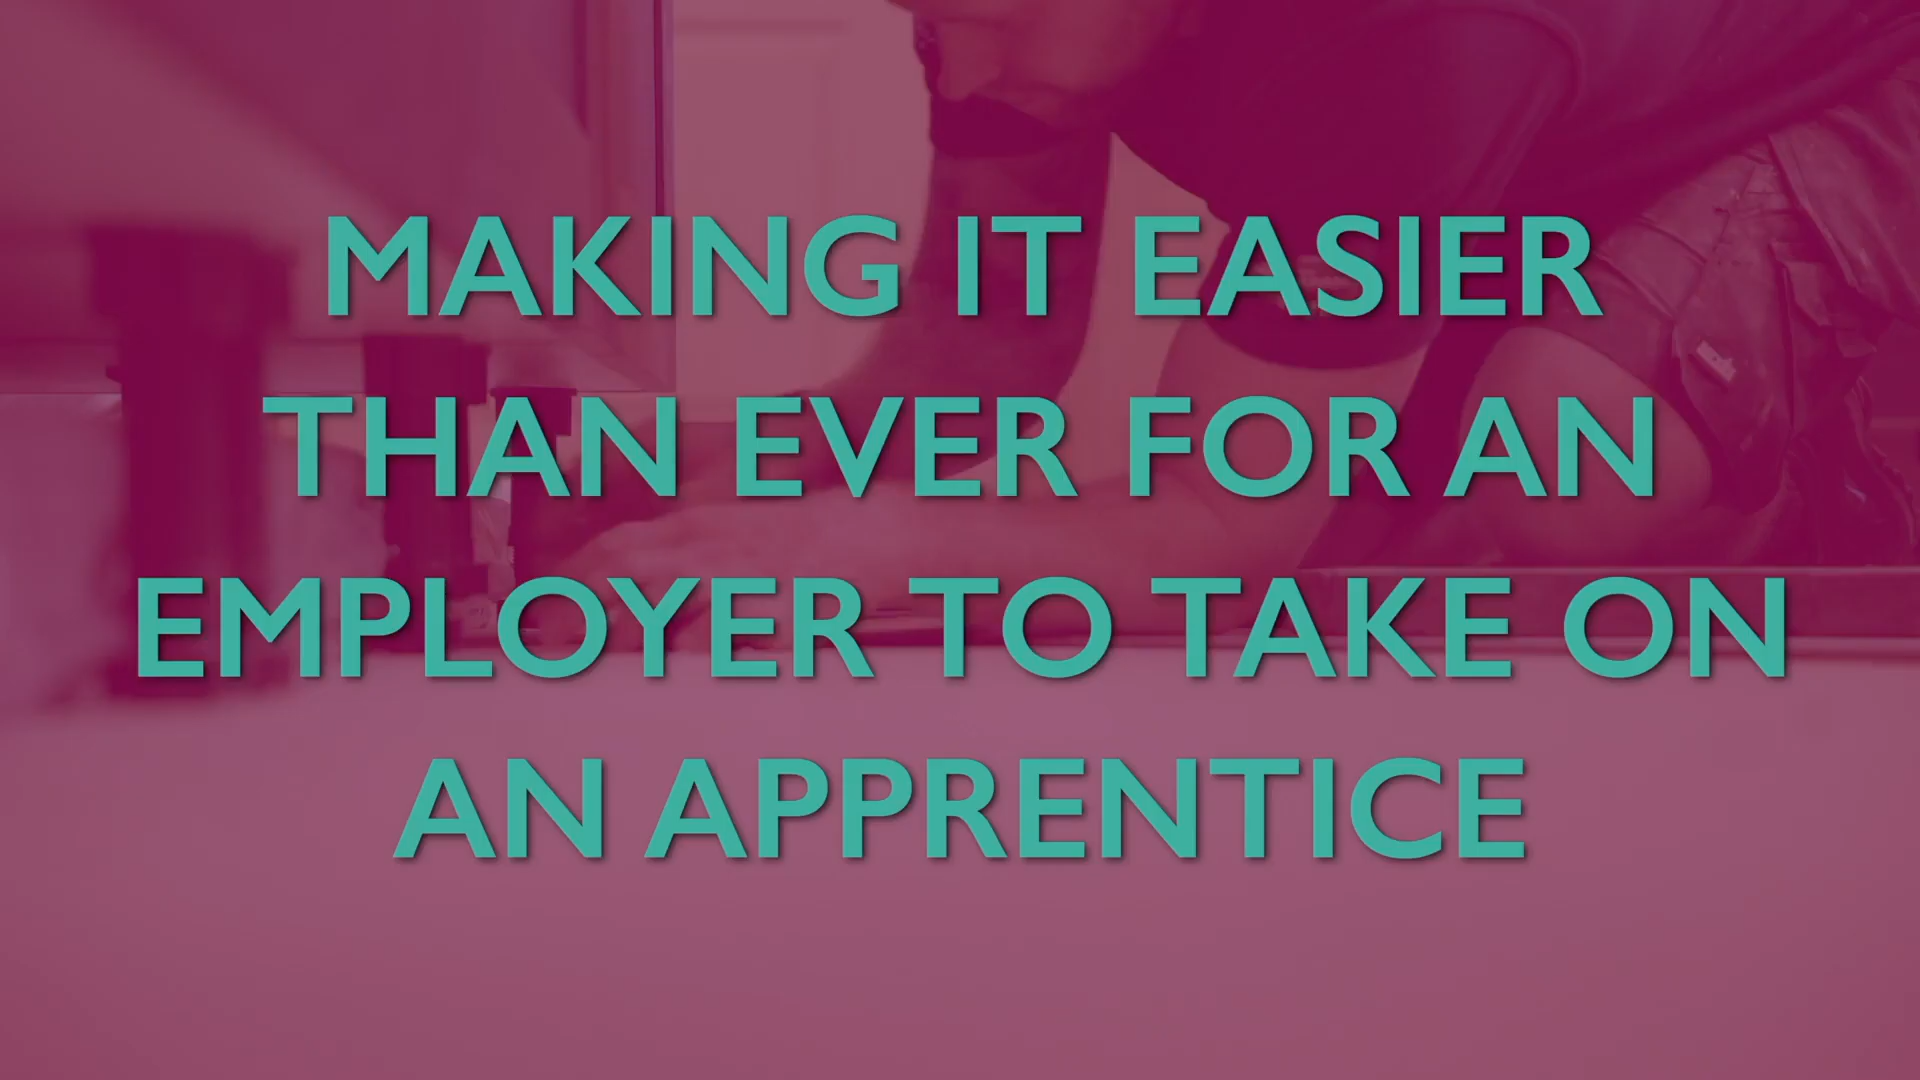 MAKING IT EASIER
THAN EVER FOR AN
EMPLOYER TO TAKE ON
AN APPRENTICE